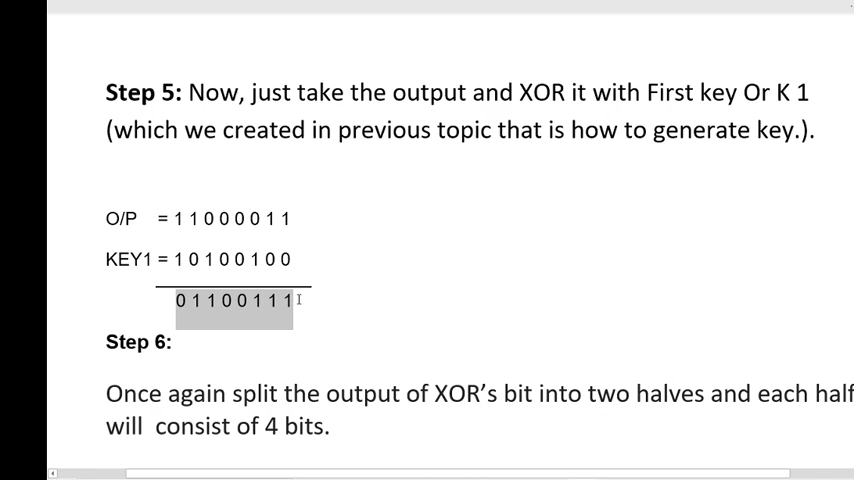 Step 5: Now, just take the output and XOR it with First key Or K 1
(which we created in previous topic that is how to generate key.).
O/P = 1 1 0 0 0 0 1 1
KEY1 = 1 0 1 0 0 1 0 0
0 1 1 0 0 1 1 1
Step 6:
Once again split the output of XOR’s bit into two halves and each half
will consist of 4 bits.